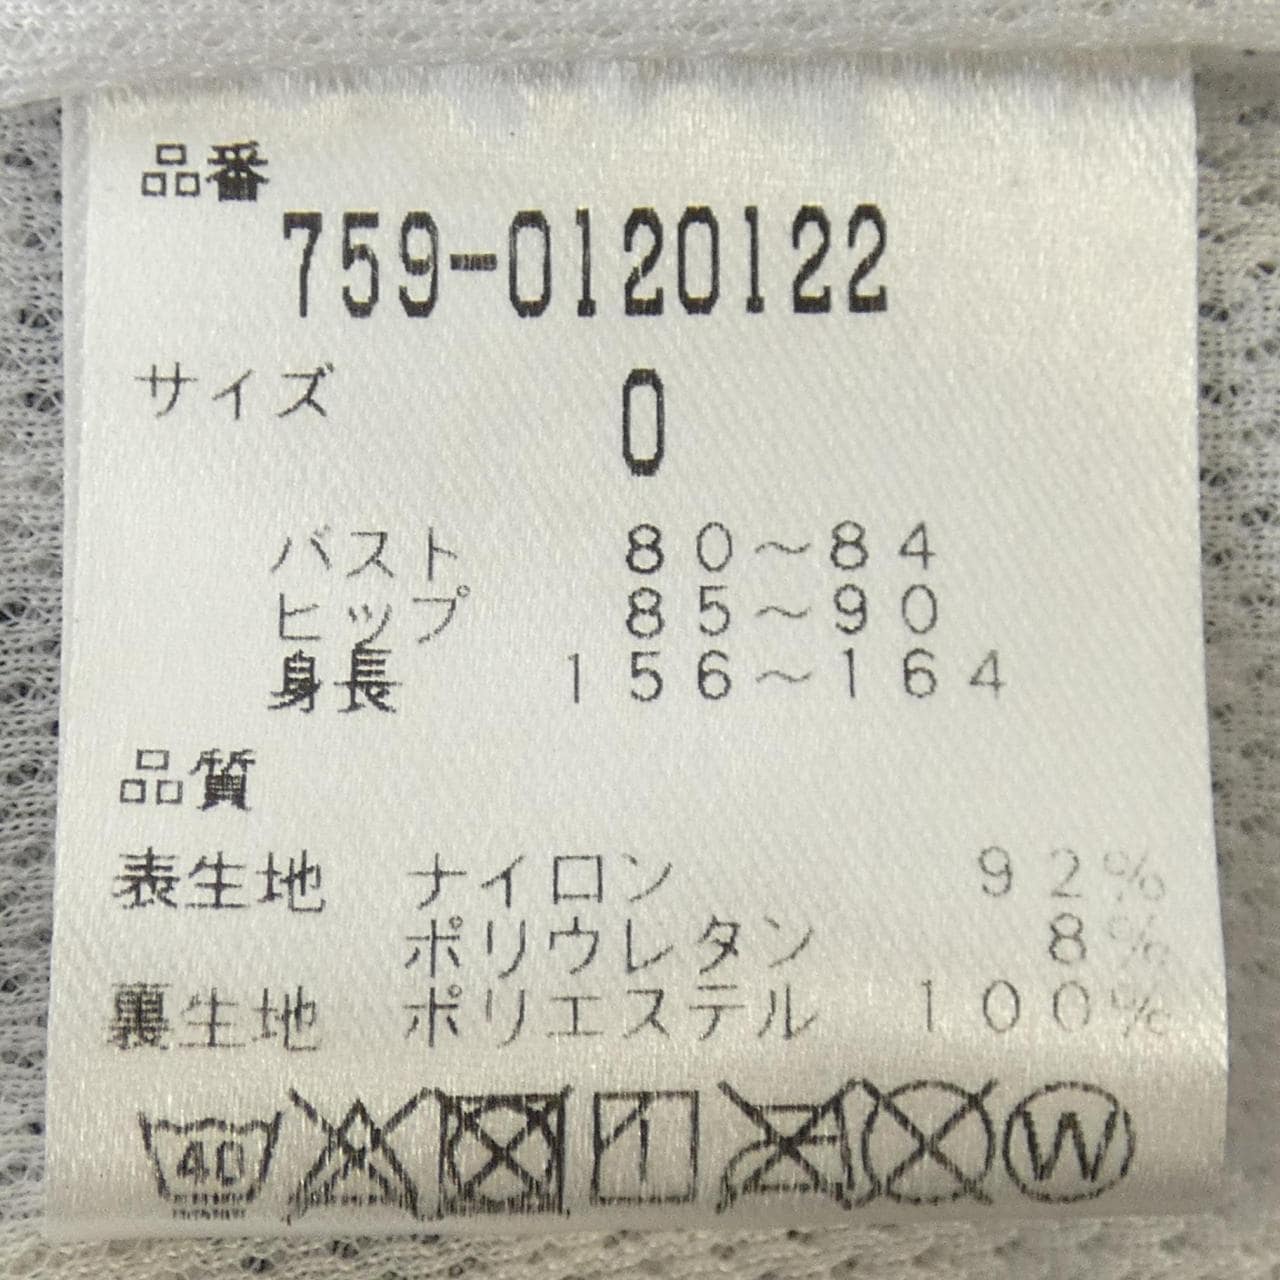 品番
759-0120122
サイズ 0
バスト 80～84
ヒップ 85～90
身長 156～164
品質
表生地 ナイロン 92%
ポリウレタン 8%
裏生地 ポリエステル 100%
40 W